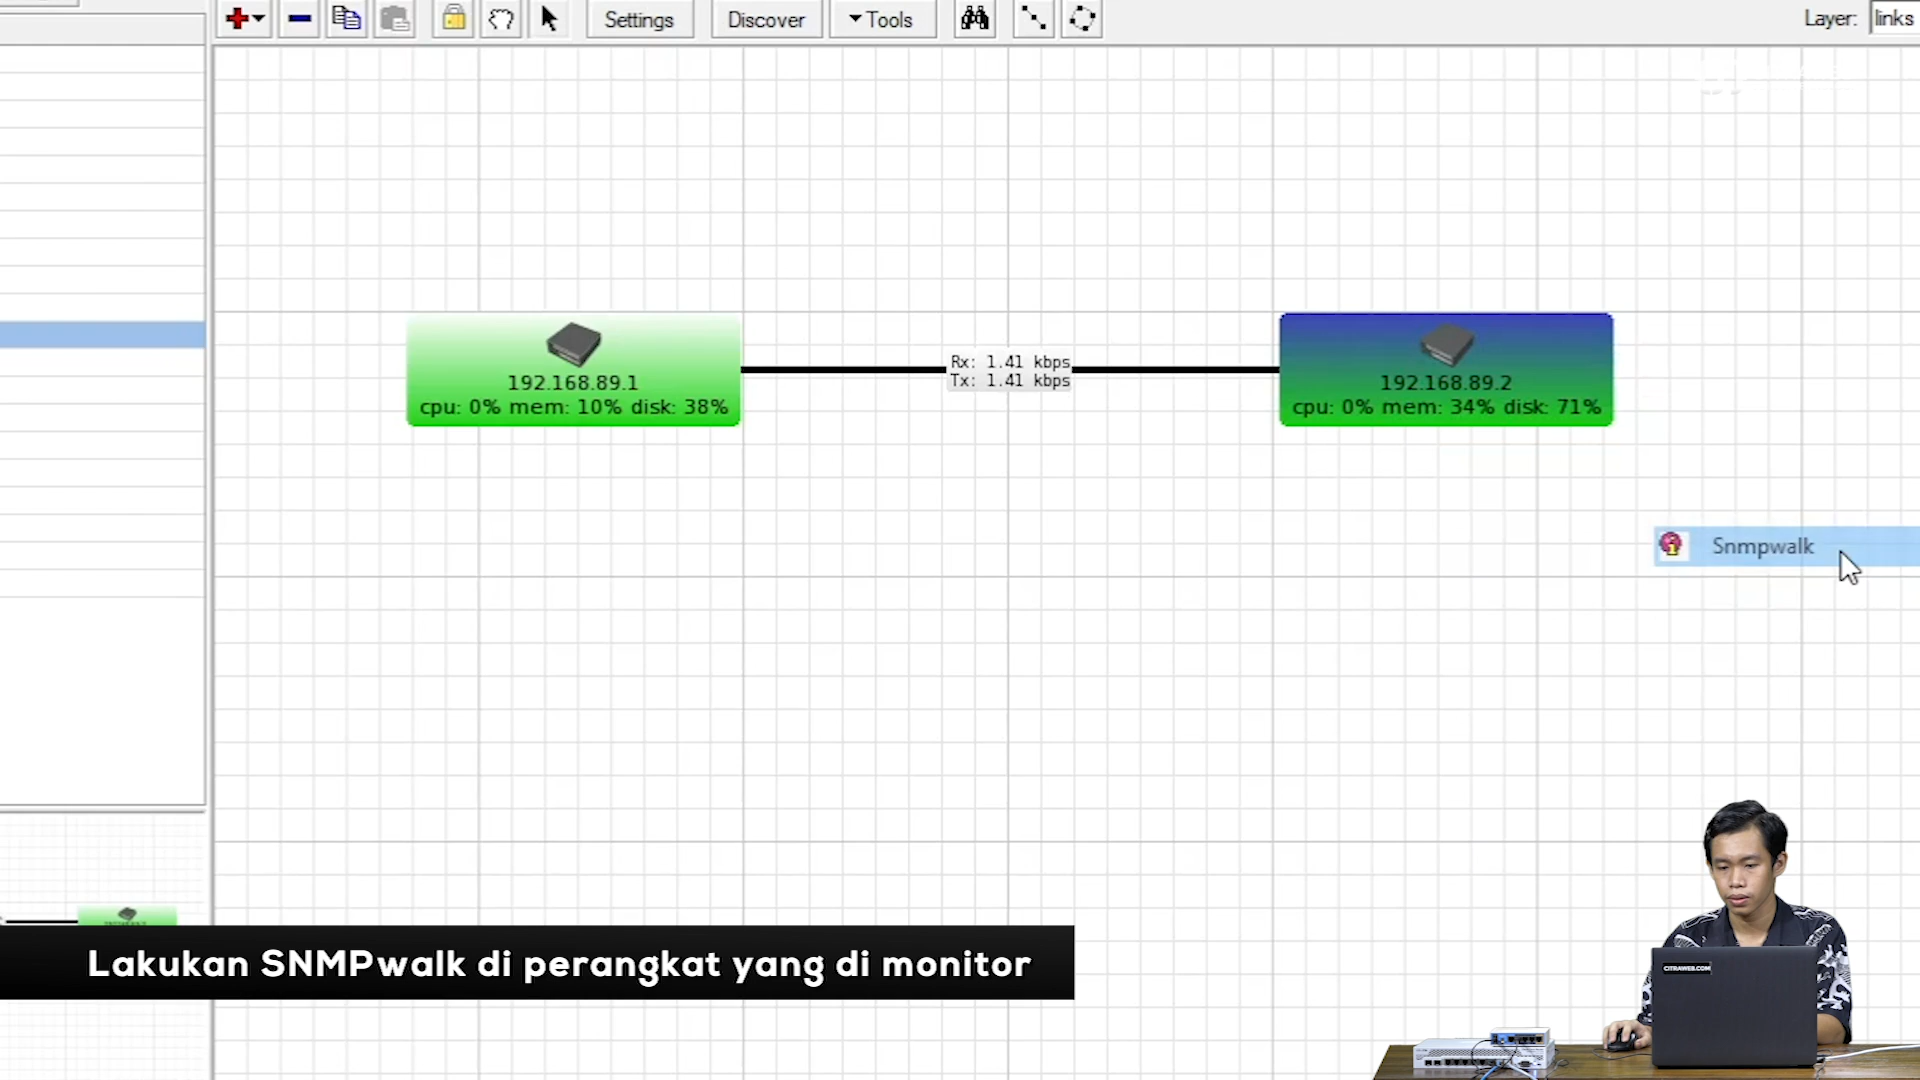 Settings
Discover
Tools
Layer:
links
192.168.89.1
cpu: 0% mem: 10% disk: 38%
Rx: 1.41 kbps
Tx: 1.41 kbps
192.168.89.2
cpu: 0% mem: 34% disk: 71%
Snmpwalk
Lakukan SNMPwalk di perangkat yang di monitor
CITRAWEB.COM